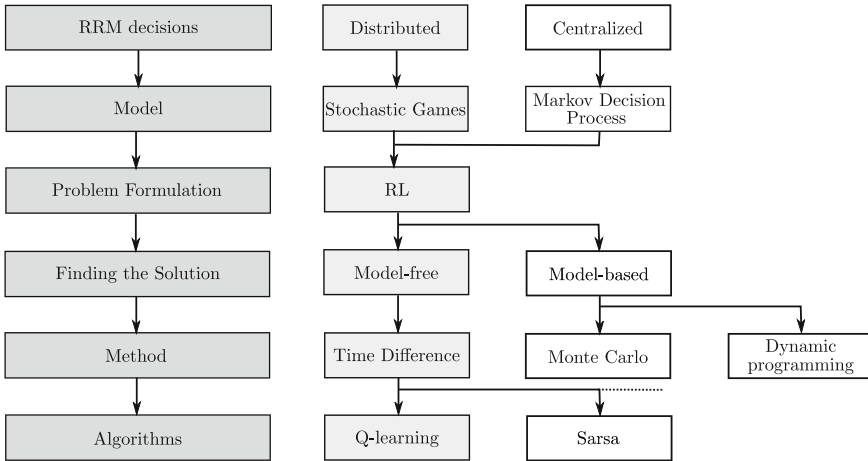 RRM decisions
Distributed
Centralized
Model
Stochastic Games
Markov Decision
Process
Problem Formulation
RL
Finding the Solution
Model-free
Model-based
Method
Time Difference
Monte Carlo
Dynamic
programming
Algorithms
Q-learning
Sarsa